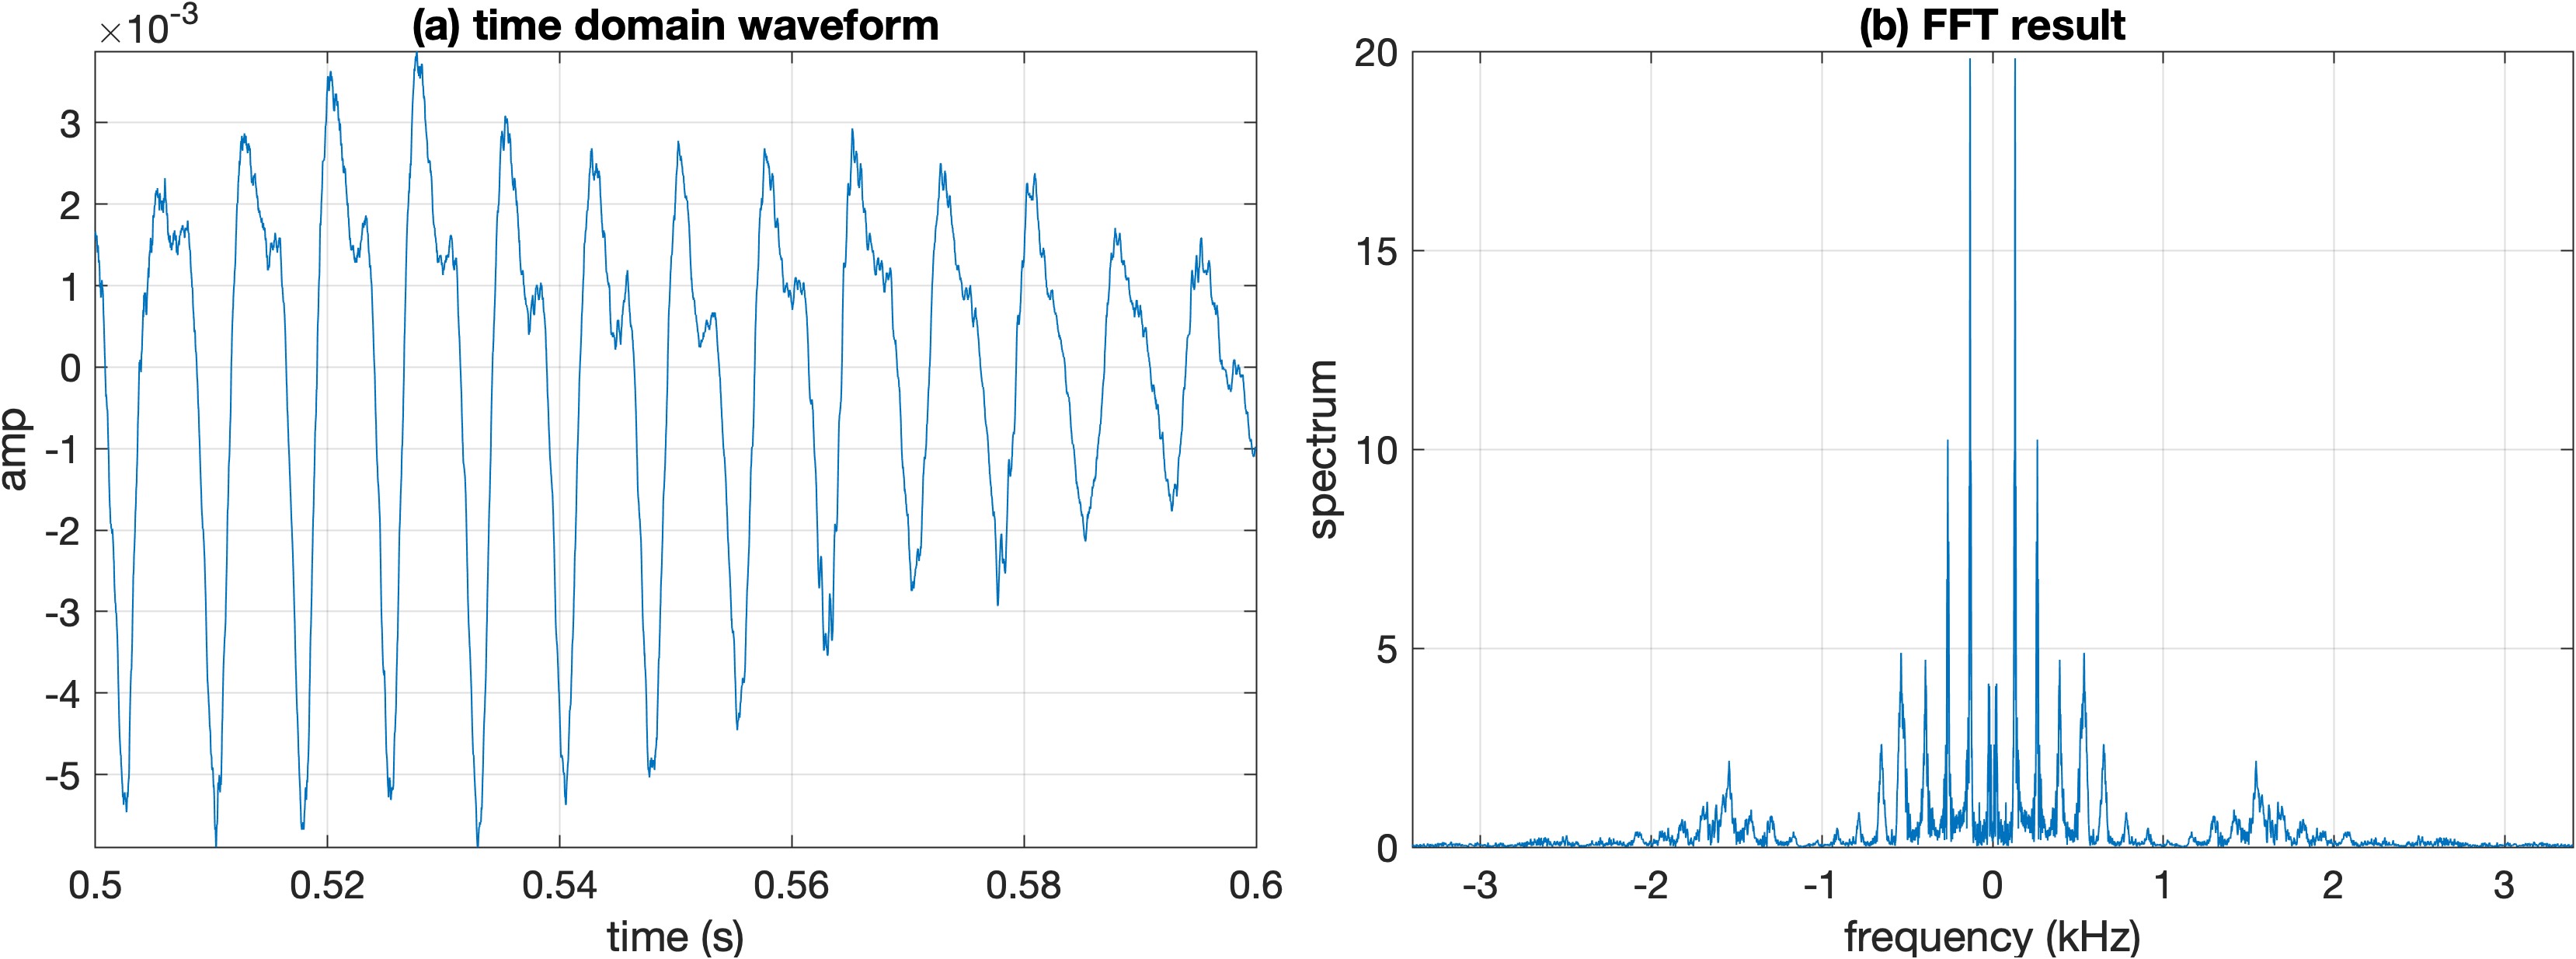 (a) time domain waveform
×10⁻³
3
2
1
0
-1
-2
-3
-4
-5
amp
0.5 0.52 0.54 0.56 0.58 0.6
time (s)
(b) FFT result
20
15
10
5
0
spectrum
-3 -2 -1 0 1 2 3
frequency (kHz)